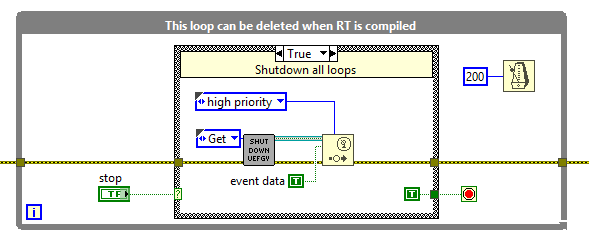 This loop can be deleted when RT is compiled
True
Shutdown all loops
200
high priority
Get
SHUT
DOWN
UEFGV
event data T
stop
TF
?
T
i